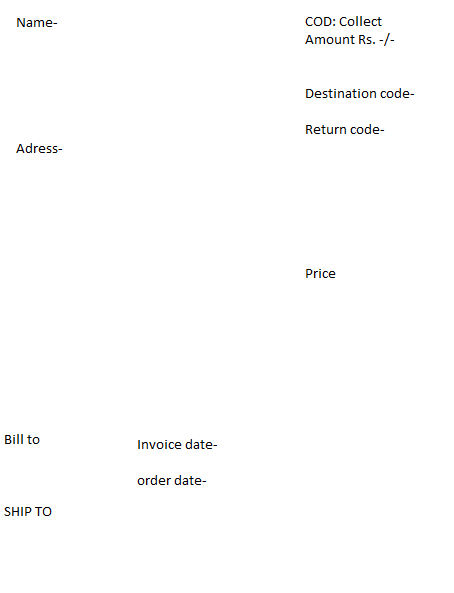 Name-
COD: Collect
Amount Rs. -/-
Destination code-
Return code-
Adress-
Price
Bill to
Invoice date-
order date-
SHIP TO